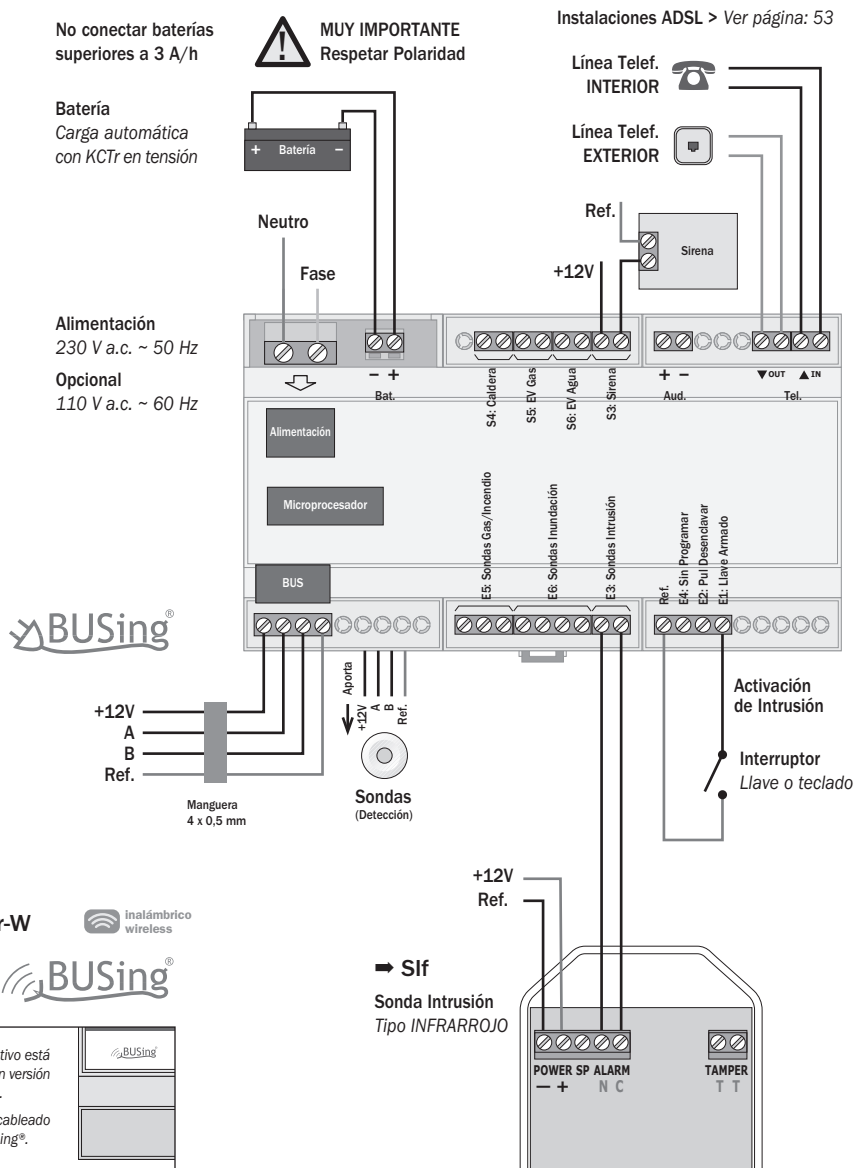 No conectar baterías
superiores a 3 A/h
MUY IMPORTANTE
Respetar Polaridad
Instalaciones ADSL > Ver página: 53
Línea Telef.
INTERIOR
Línea Telef.
EXTERIOR
Batería
Carga automática
con KCTr en tensión
+ Batería −
Neutro
Fase
Ref.
Sirena
+12V
Alimentación
230 V a.c. ~ 50 Hz
Opcional
110 V a.c. ~ 60 Hz
− +
Bat.
S4: Caldera
S5: EV Gas
S6: EV Agua
S3: Sirena
+ −
Aud.
▼OUT ▲IN
Tel.
Alimentación
Microprocesador
BUS
E5: Sondas Gas/Incendio
E6: Sondas Inundación
E3: Sondas Intrusión
Ref.
E4: Sin Programar
E2: Pul Desenclavar
E1: Llave Armado
BUSing®
+12V
A
B
Ref.
Manguera
4 x 0,5 mm
Aporta
+12V
A
B
Ref.
Sondas
(Detección)
Activación
de Intrusión
Interruptor
Llave o teclado
r-W
inalámbrico
wireless
BUSing®
tivo está
n versión
.
cableado
ing®.
BUSing
+12V
Ref.
➡ SIf
Sonda Intrusión
Tipo INFRARROJO
POWER SP ALARM
− + N C
TAMPER
T T